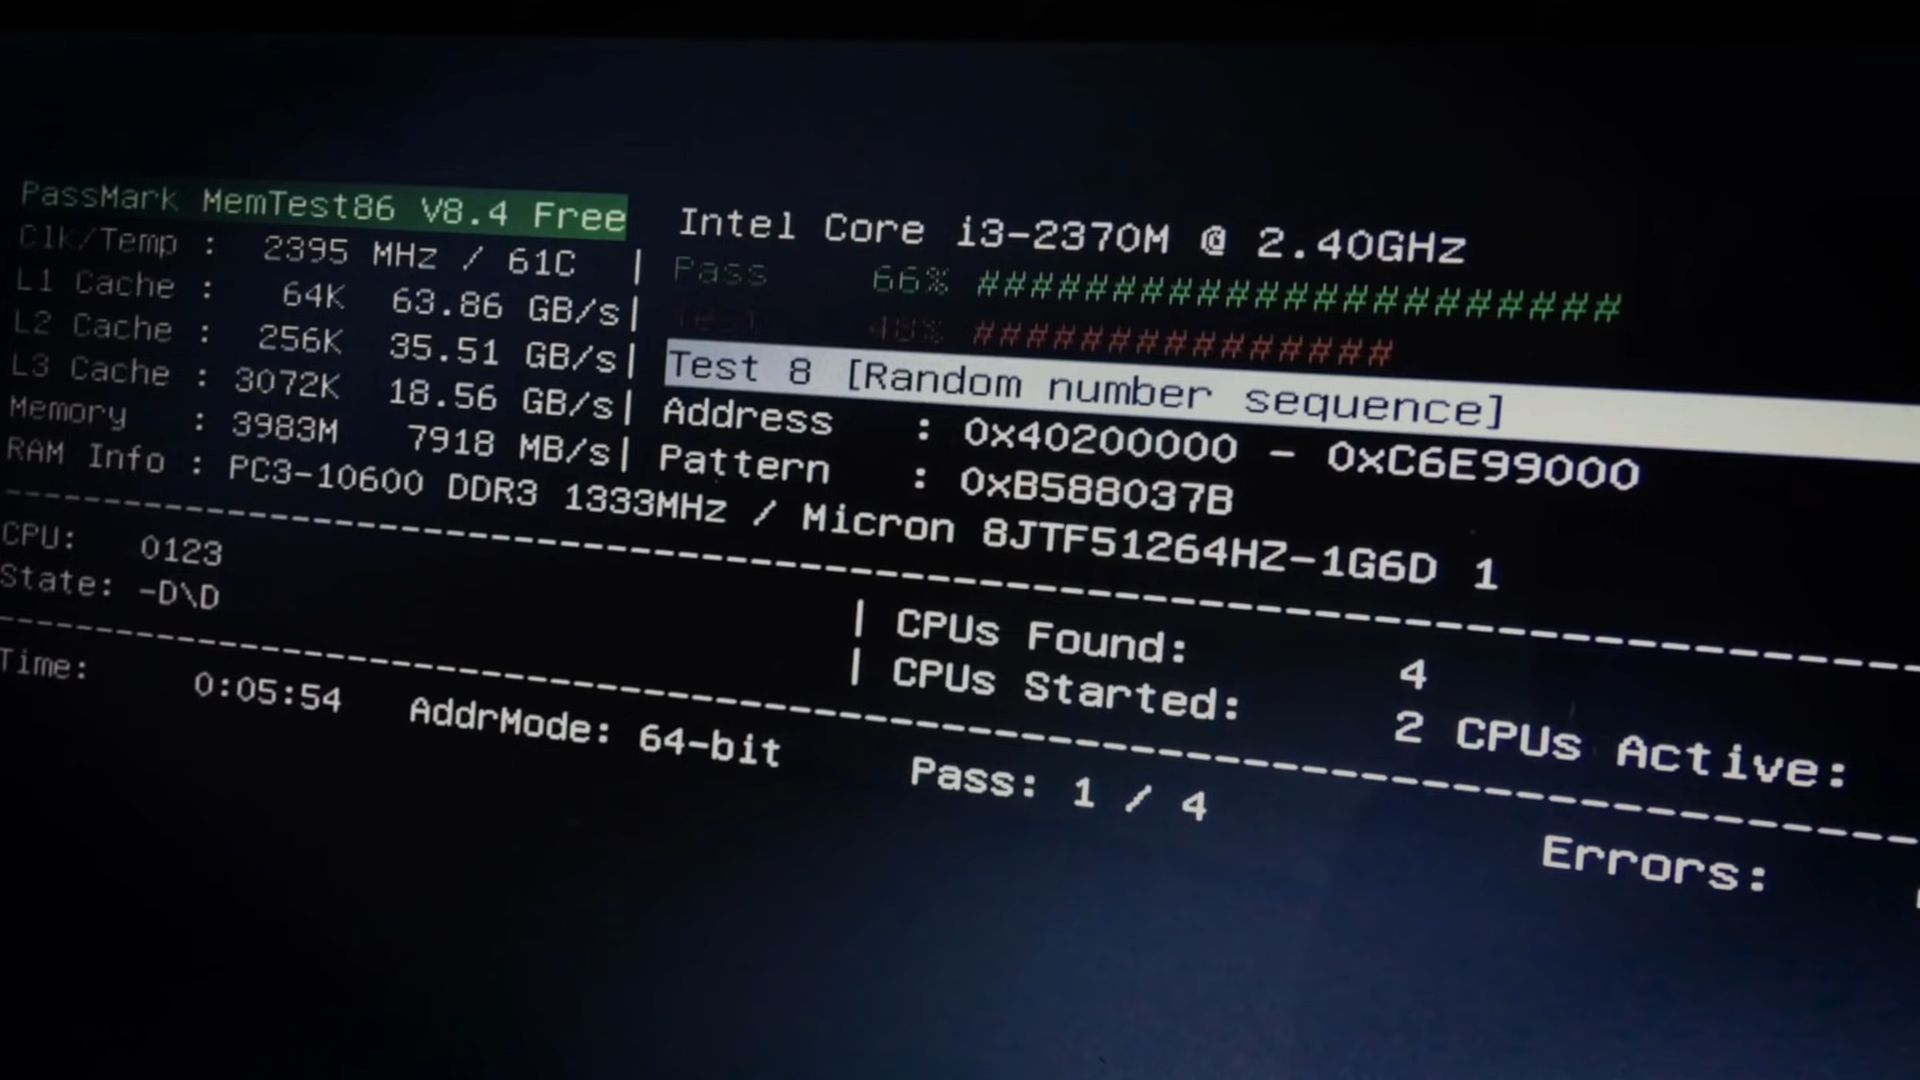 PassMark MemTest86 V8.4 Free
Intel Core i3-2370M @ 2.40GHz
Clk/Temp : 2395 MHz / 61C |
Pass 66% ########################
L1 Cache : 64K 63.86 GB/s|
Test 48% ################
L2 Cache : 256K 35.51 GB/s|
Test 8 [Random number sequence]
L3 Cache : 3072K 18.56 GB/s|
Address : 0x40200000 - 0xC6E99000
Memory : 3983M 7918 MB/s|
Pattern : 0xB588037B
RAM Info : PC3-10600 DDR3 1333MHz / Micron 8JTF51264HZ-1G6D 1
CPU: 0123
| CPUs Found: 4
State: -D\D
| CPUs Started: 2 CPUs Active:
Time: 0:05:54 AddrMode: 64-bit Pass: 1 / 4 Errors: